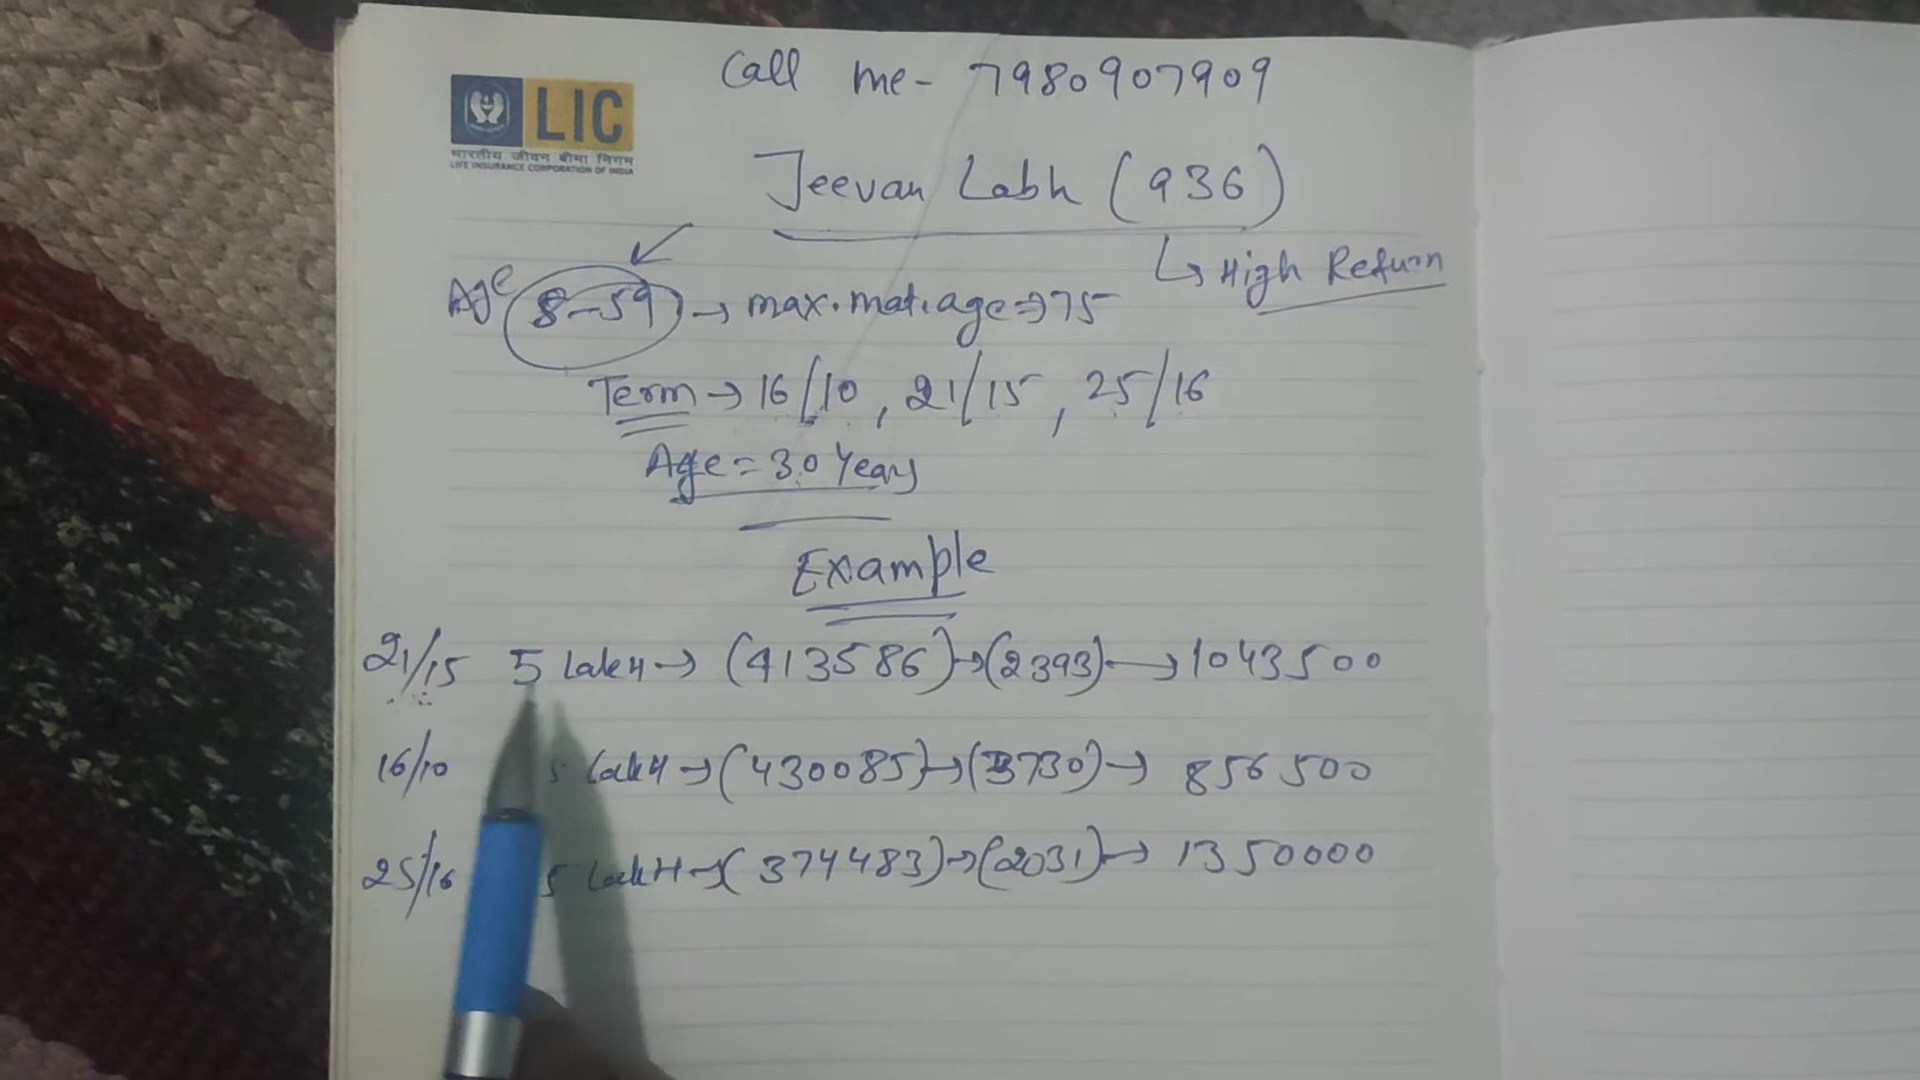 Call me - 7980907909
LIC
भारतीय जीवन बीमा निगम
LIFE INSURANCE CORPORATION OF INDIA
Jeevan Labh (936)
↳ High Return
Age 8-59 → max. mat. age ⇒ 75
Term → 16/10, 21/15, 25/16
Age = 30 Years
Example
21/15 5 Lakh → (413586) → (2393) → 1043500
16/10 5 Lakh → (430085) → (3730) → 856500
25/16 5 Lakh → (374483) → (2031) → 1350000